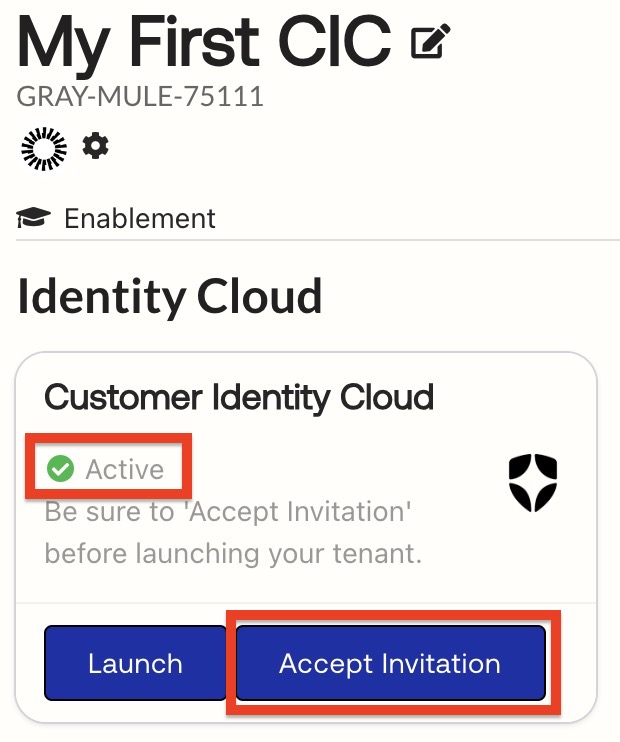 My First CIC
GRAY-MULE-75111
Enablement
Identity Cloud
Customer Identity Cloud
Active
Be sure to 'Accept Invitation'
before launching your tenant.
Launch
Accept Invitation